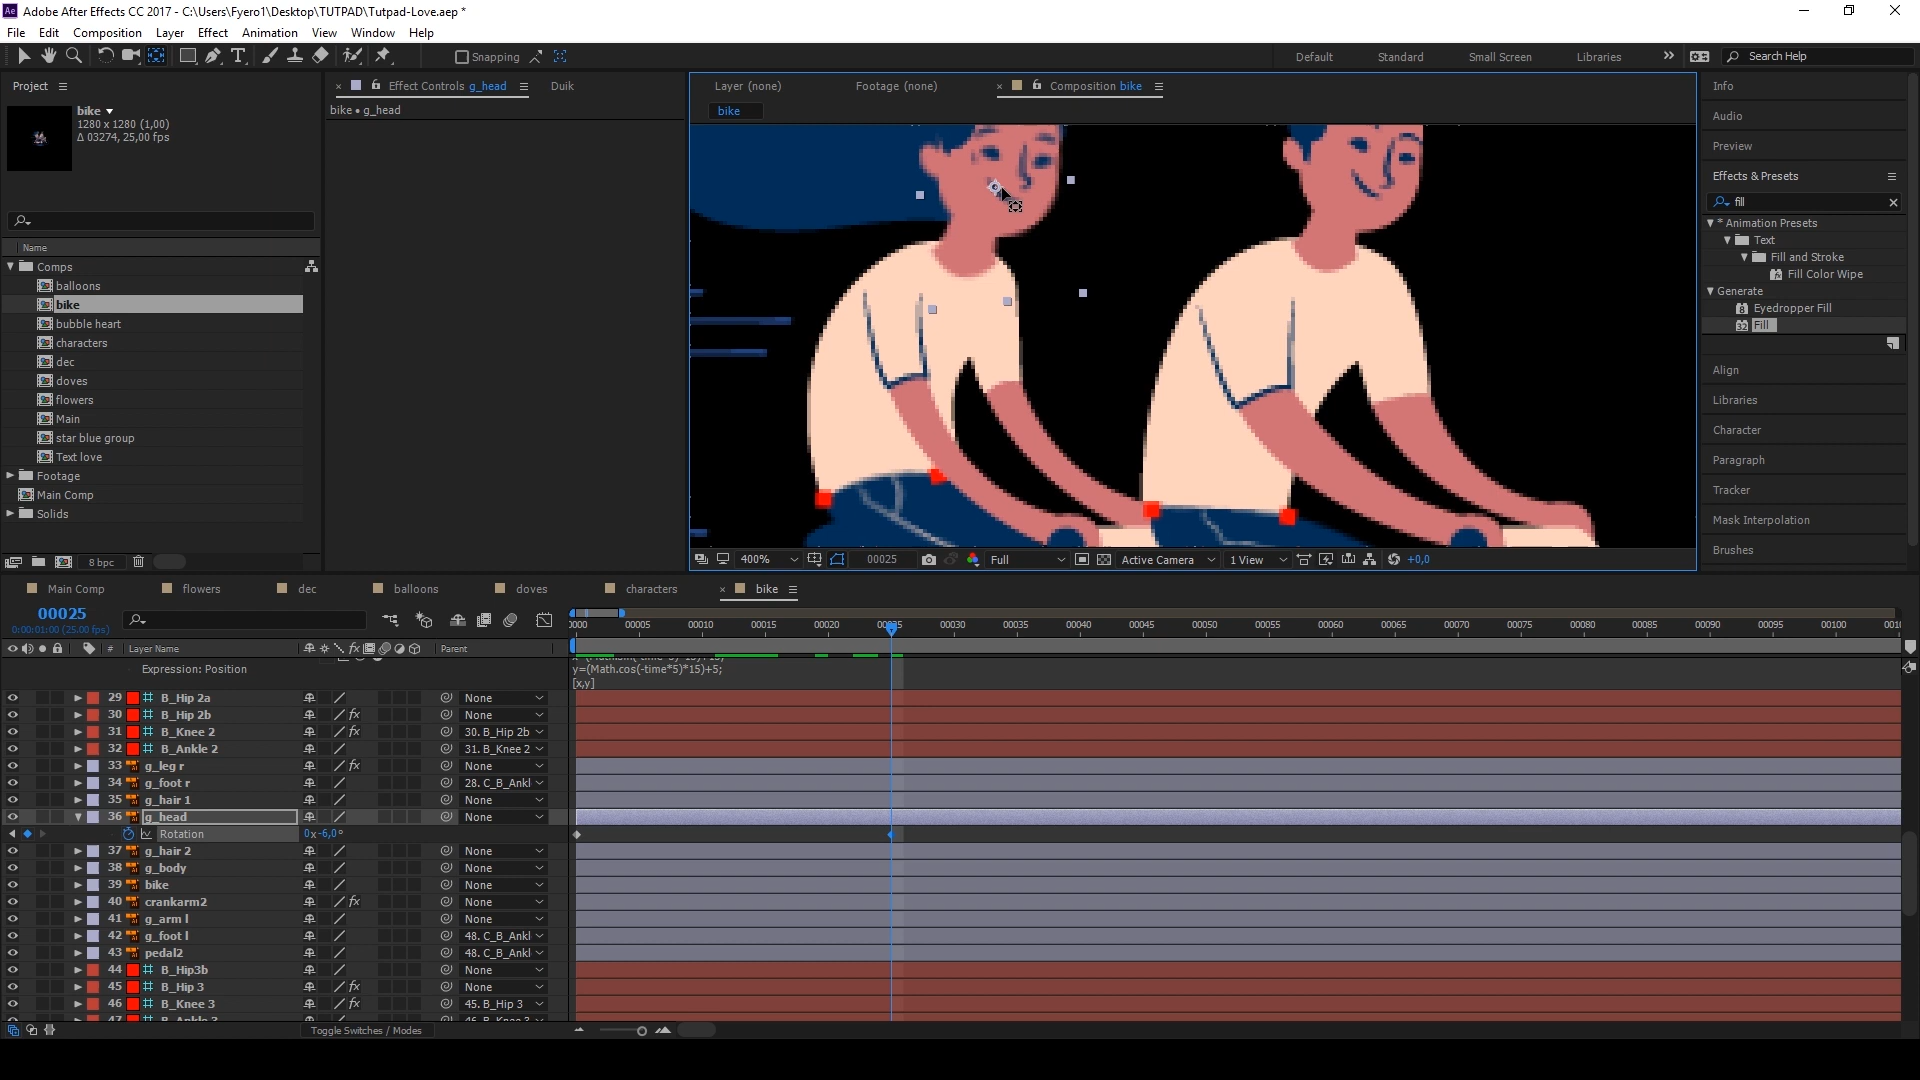 Adobe After Effects CC 2017 - C:\Users\Fyero1\Desktop\TUTPAD\Tutpad-Love.aep *
File Edit Composition Layer Effect Animation View Window Help
Snapping
Default Standard Small Screen Libraries Search Help
Project
bike
1280 x 1280 (1,00)
Δ 03274, 25,00 fps
Name
Comps
balloons
bike
bubble heart
characters
dec
doves
flowers
Main
star blue group
Text love
Footage
Main Comp
Solids
8 bpc
Effect Controls g_head
Duik
bike • g_head
Layer (none) Footage (none) Composition bike
bike
400% 00025 Full Active Camera 1 View +0,0
Info
Audio
Preview
Effects & Presets
fill
* Animation Presets
Text
Fill and Stroke
Fill Color Wipe
Generate
Eyedropper Fill
Fill
Align
Libraries
Character
Paragraph
Tracker
Mask Interpolation
Brushes
Main Comp flowers dec balloons doves characters bike
00025
0:00:01:00 (25.00 fps)
00005 00010 00015 00020 00030 00035 00040 00045 00050 00055 00060 00065 00070 00075 00080 00085 00090 00095 00100
# Layer Name Parent
Expression: Position
y=(Math.cos(-time*5)*15)+5;
[x,y]
29 B_Hip 2a None
30 B_Hip 2b None
31 B_Knee 2 30. B_Hip 2b
32 B_Ankle 2 31. B_Knee 2
33 g_leg r None
34 g_foot r 28. C_B_Ankl
35 g_hair 1 None
36 g_head None
Rotation 0x-6,0°
37 g_hair 2 None
38 g_body None
39 bike None
40 crankarm2 None
41 g_arm l None
42 g_foot l 48. C_B_Ankl
43 pedal2 48. C_B_Ankl
44 B_Hip3b None
45 B_Hip 3 None
46 B_Knee 3 45. B_Hip 3
Toggle Switches / Modes